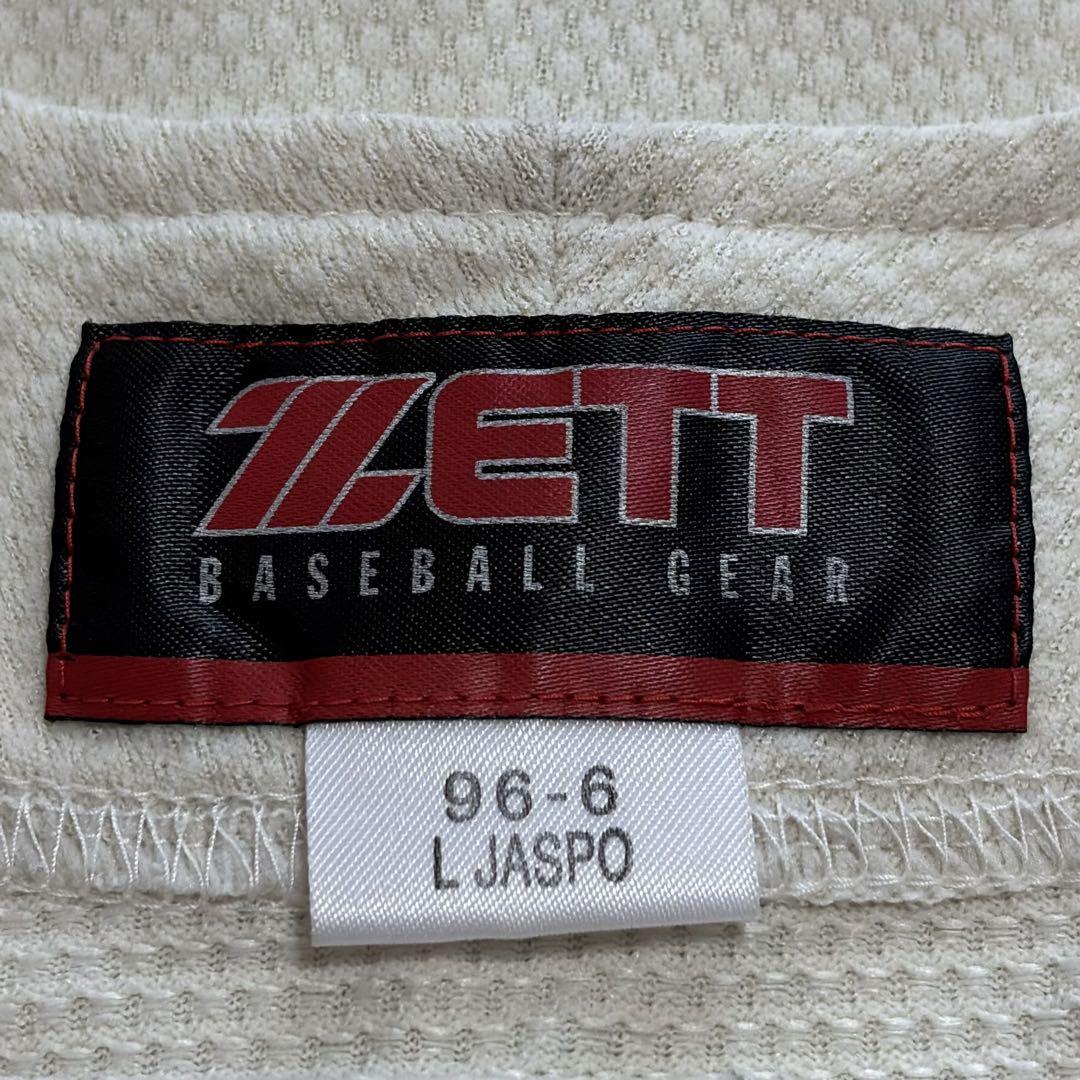 ZETT
BASEBALL GEAR
96-6
L JASPO